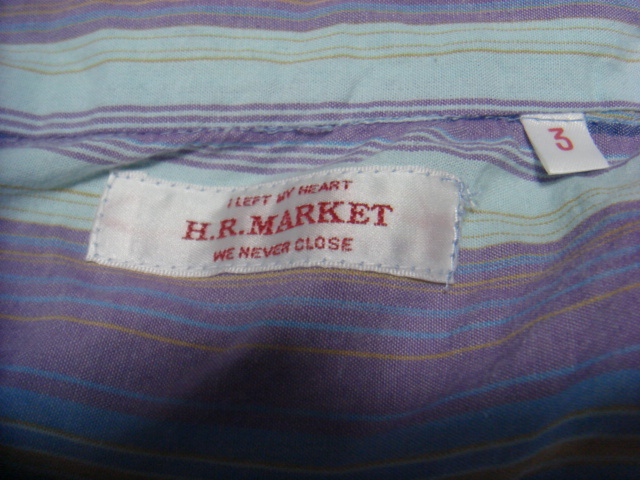 3
I LEFT MY HEART
H.R.MARKET
WE NEVER CLOSE